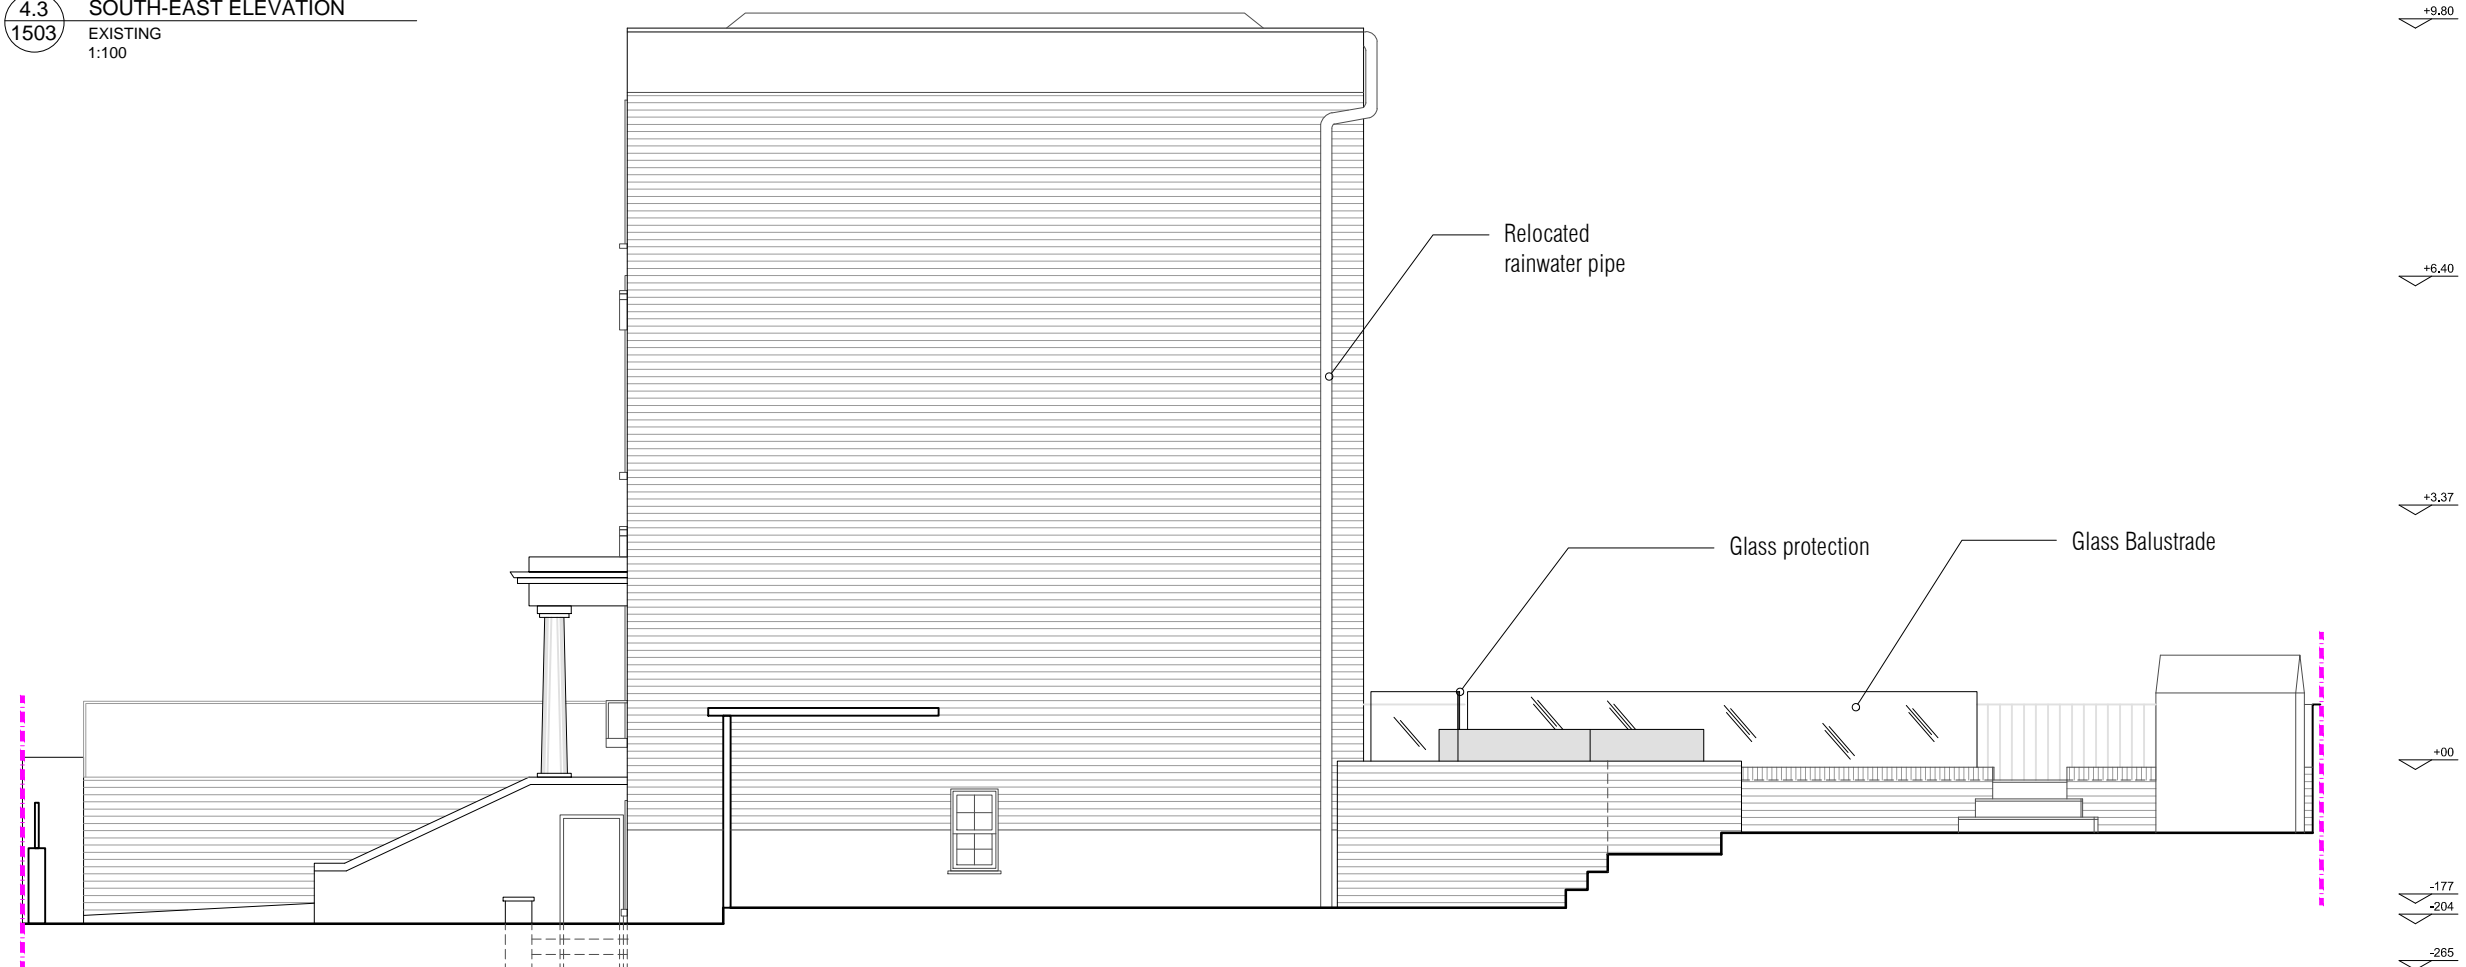 4.3
1503
SOUTH-EAST ELEVATION
EXISTING
1:100
+9.80
Relocated
rainwater pipe
+6.40
+3.37
Glass protection
Glass Balustrade
+00
-177
-204
-265